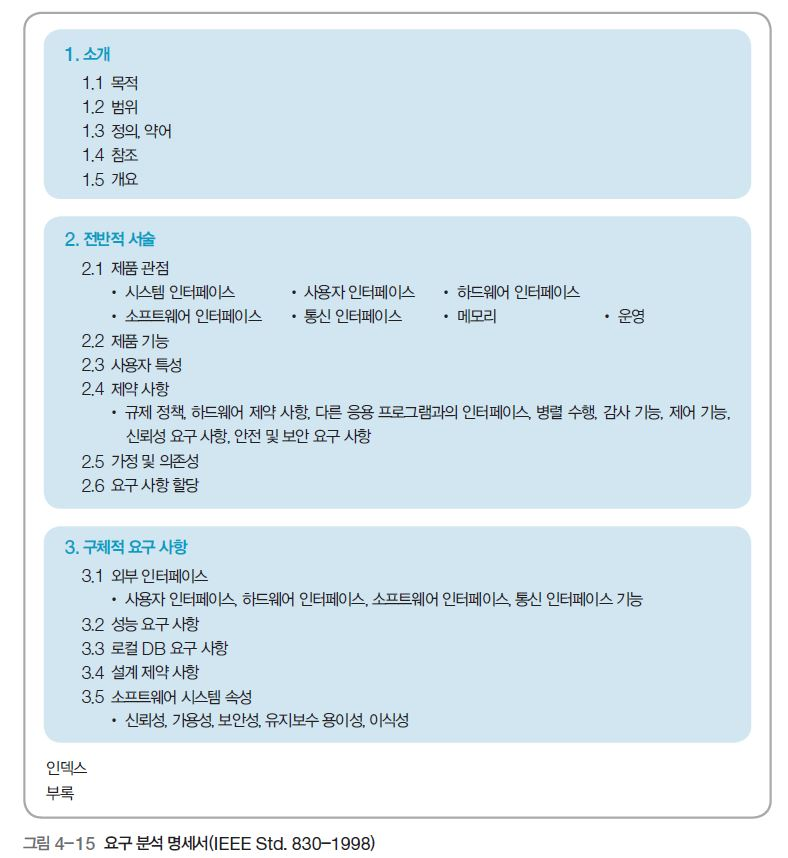 1. 소개
1.1 목적
1.2 범위
1.3 정의, 약어
1.4 참조
1.5 개요
2. 전반적 서술
2.1 제품 관점
• 시스템 인터페이스 • 사용자 인터페이스 • 하드웨어 인터페이스
• 소프트웨어 인터페이스 • 통신 인터페이스 • 메모리 • 운영
2.2 제품 기능
2.3 사용자 특성
2.4 제약 사항
• 규제 정책, 하드웨어 제약 사항, 다른 응용 프로그램과의 인터페이스, 병렬 수행, 감사 기능, 제어 기능,
신뢰성 요구 사항, 안전 및 보안 요구 사항
2.5 가정 및 의존성
2.6 요구 사항 할당
3. 구체적 요구 사항
3.1 외부 인터페이스
• 사용자 인터페이스, 하드웨어 인터페이스, 소프트웨어 인터페이스, 통신 인터페이스 기능
3.2 성능 요구 사항
3.3 로컬 DB 요구 사항
3.4 설계 제약 사항
3.5 소프트웨어 시스템 속성
• 신뢰성, 가용성, 보안성, 유지보수 용이성, 이식성
인덱스
부록
그림 4-15 요구 분석 명세서(IEEE Std. 830-1998)